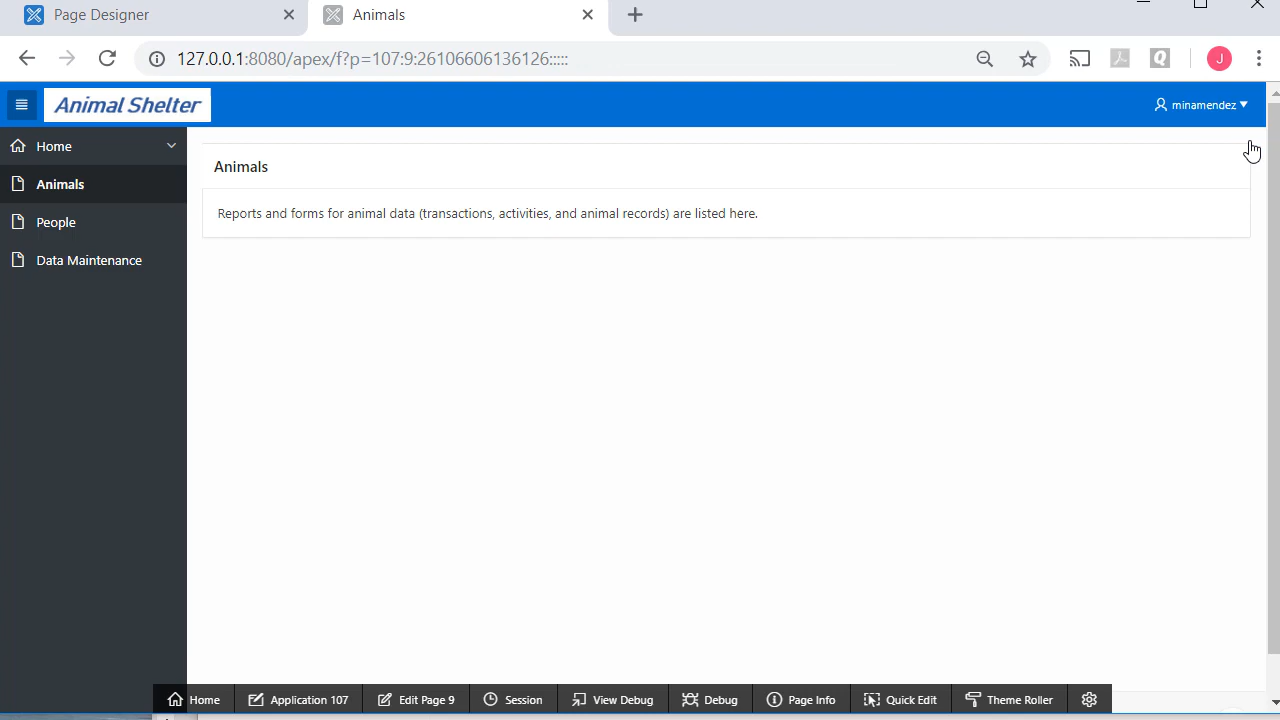 Page Designer
Animals
127.0.0.1:8080/apex/f?p=107:9:26106606136126:::::
Q
J
Animal Shelter
minamendez
Home
Animals
Animals
Reports and forms for animal data (transactions, activities, and animal records) are listed here.
People
Data Maintenance
Home
Application 107
Edit Page 9
Session
View Debug
Debug
Page Info
Quick Edit
Theme Roller